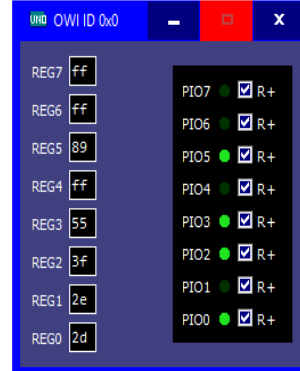 UNO OWI ID 0x0
REG7 ff
REG6 ff
REG5 89
REG4 ff
REG3 55
REG2 3f
REG1 2e
REG0 2d
PIO7 R+
PIO6 R+
PIO5 R+
PIO4 R+
PIO3 R+
PIO2 R+
PIO1 R+
PIO0 R+